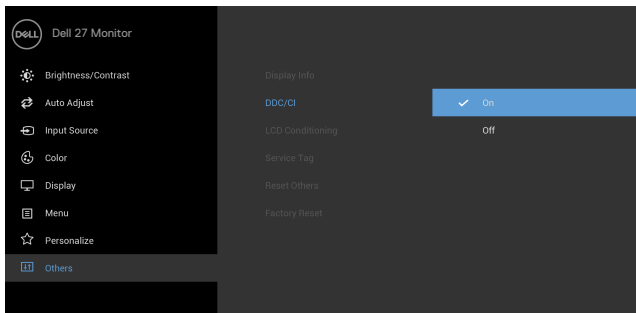 DELL Dell 27 Monitor
Brightness/Contrast Display Info ✓ On
Auto Adjust DDC/CI Off
Input Source LCD Conditioning
Color Service Tag
Display Reset Others
Menu Factory Reset
Personalize
Others